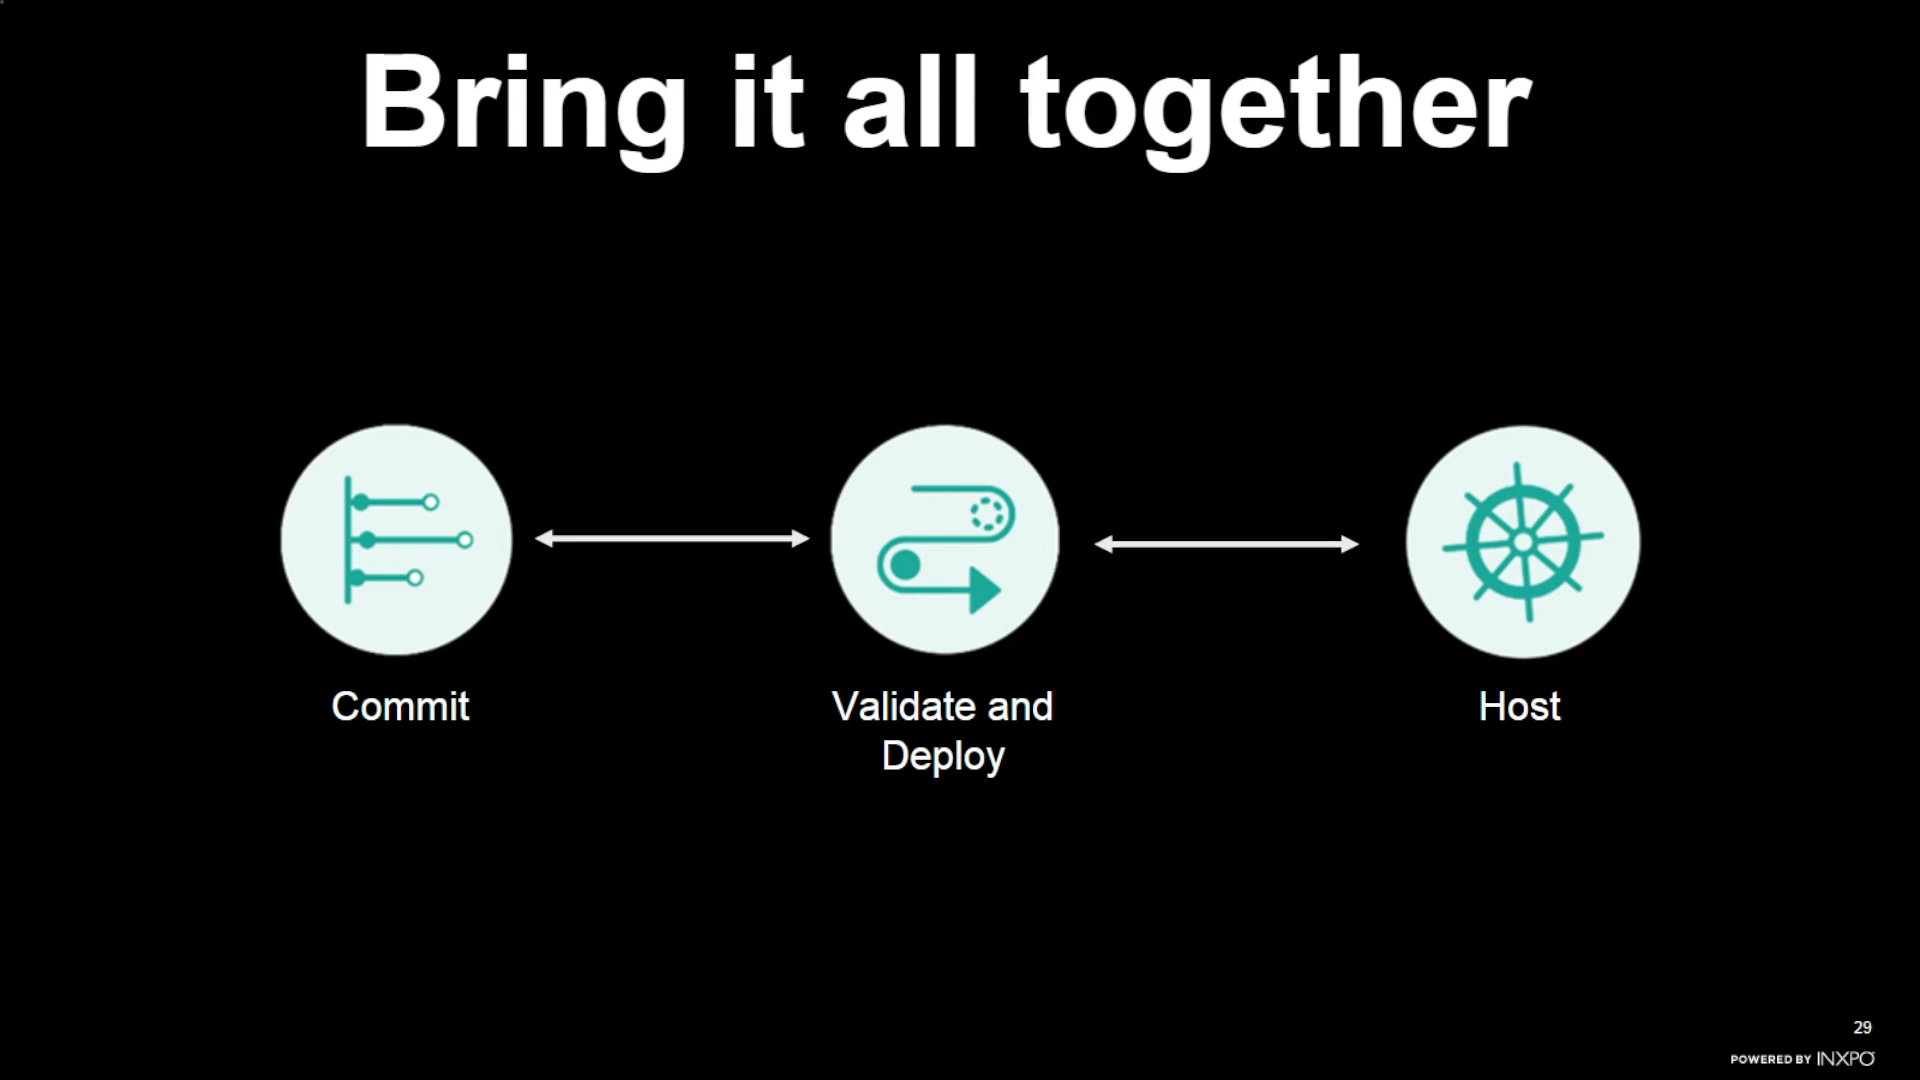 Bring it all together
Commit
Validate and
Deploy
Host
29
POWERED BY INXPO